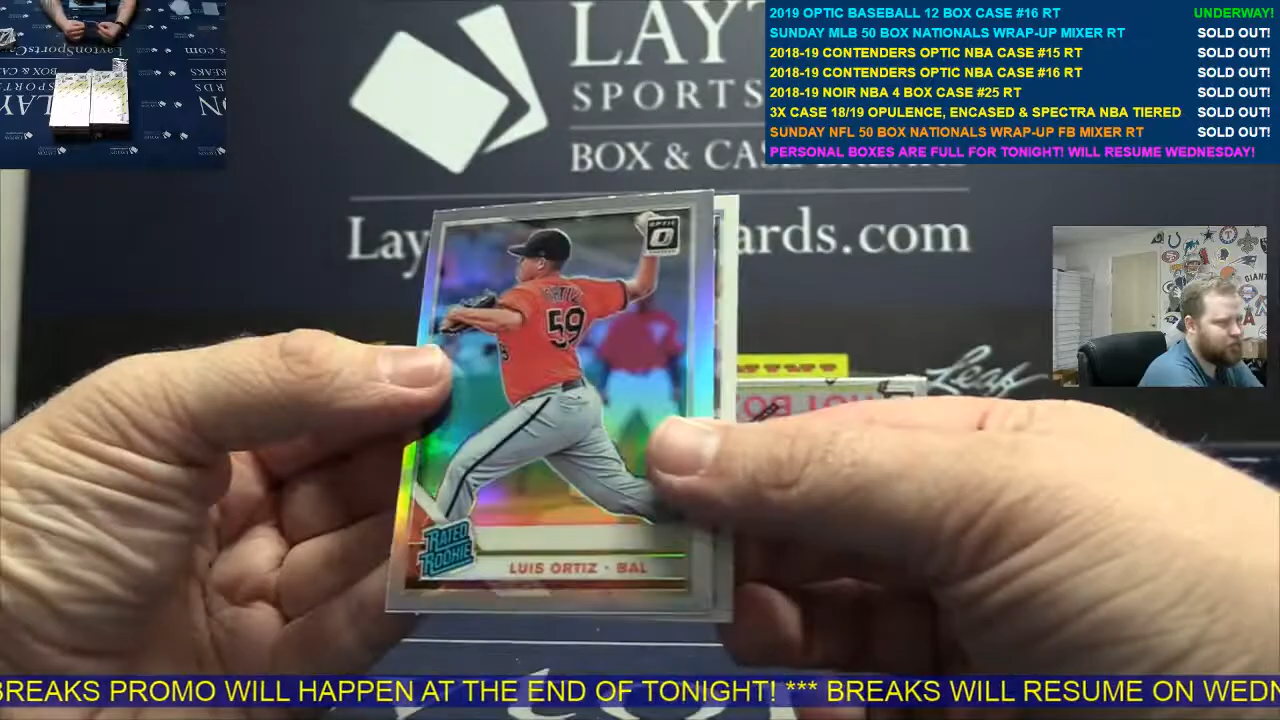 2019 OPTIC BASEBALL 12 BOX CASE #16 RT UNDERWAY!
SUNDAY MLB 50 BOX NATIONALS WRAP-UP MIXER RT SOLD OUT!
2018-19 CONTENDERS OPTIC NBA CASE #15 RT SOLD OUT!
2018-19 CONTENDERS OPTIC NBA CASE #16 RT SOLD OUT!
2018-19 NOIR NBA 4 BOX CASE #25 RT SOLD OUT!
3X CASE 18/19 OPULENCE, ENCASED & SPECTRA NBA TIERED SOLD OUT!
SUNDAY NFL 50 BOX NATIONALS WRAP-UP FB MIXER RT SOLD OUT!
PERSONAL BOXES ARE FULL FOR TONIGHT! WILL RESUME WEDNESDAY!
LAY
SPORTS
BOX & CASE BREAKS
Lay ards.com
OPTIC
ORTIZ
59
RATED
ROOKIE
LUIS ORTIZ • BAL
Leaf
BREAKS PROMO WILL HAPPEN AT THE END OF TONIGHT! *** BREAKS WILL RESUME ON WEDN